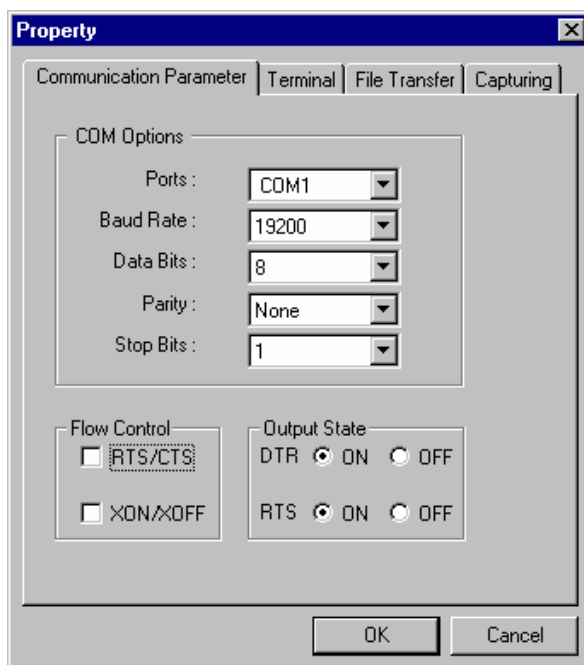 Property
Communication Parameter Terminal File Transfer Capturing
COM Options
Ports : COM1
Baud Rate : 19200
Data Bits : 8
Parity : None
Stop Bits : 1
Flow Control
RTS/CTS
XON/XOFF
Output State
DTR ON OFF
RTS ON OFF
OK Cancel